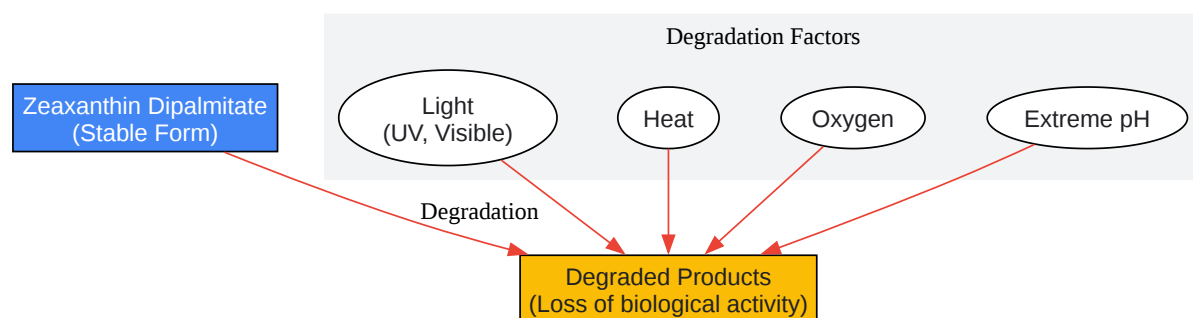 Degradation Factors
Zeaxanthin Dipalmitate
(Stable Form)
Light
(UV, Visible)
Heat
Oxygen
Extreme pH
Degradation
Degraded Products
(Loss of biological activity)